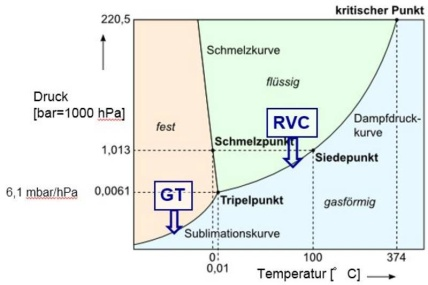 kritischer Punkt
220,5
Schmelzkurve
Druck
[bar=1000 hPa]
flüssig
fest
RVC
Dampfdruck-
kurve
Schmelzpunkt
1,013
Siedepunkt
6,1 mbar/hPa
0,0061
GT
Tripelpunkt
gasförmig
Sublimationskurve
0
0,01
100
374
Temperatur [° C]